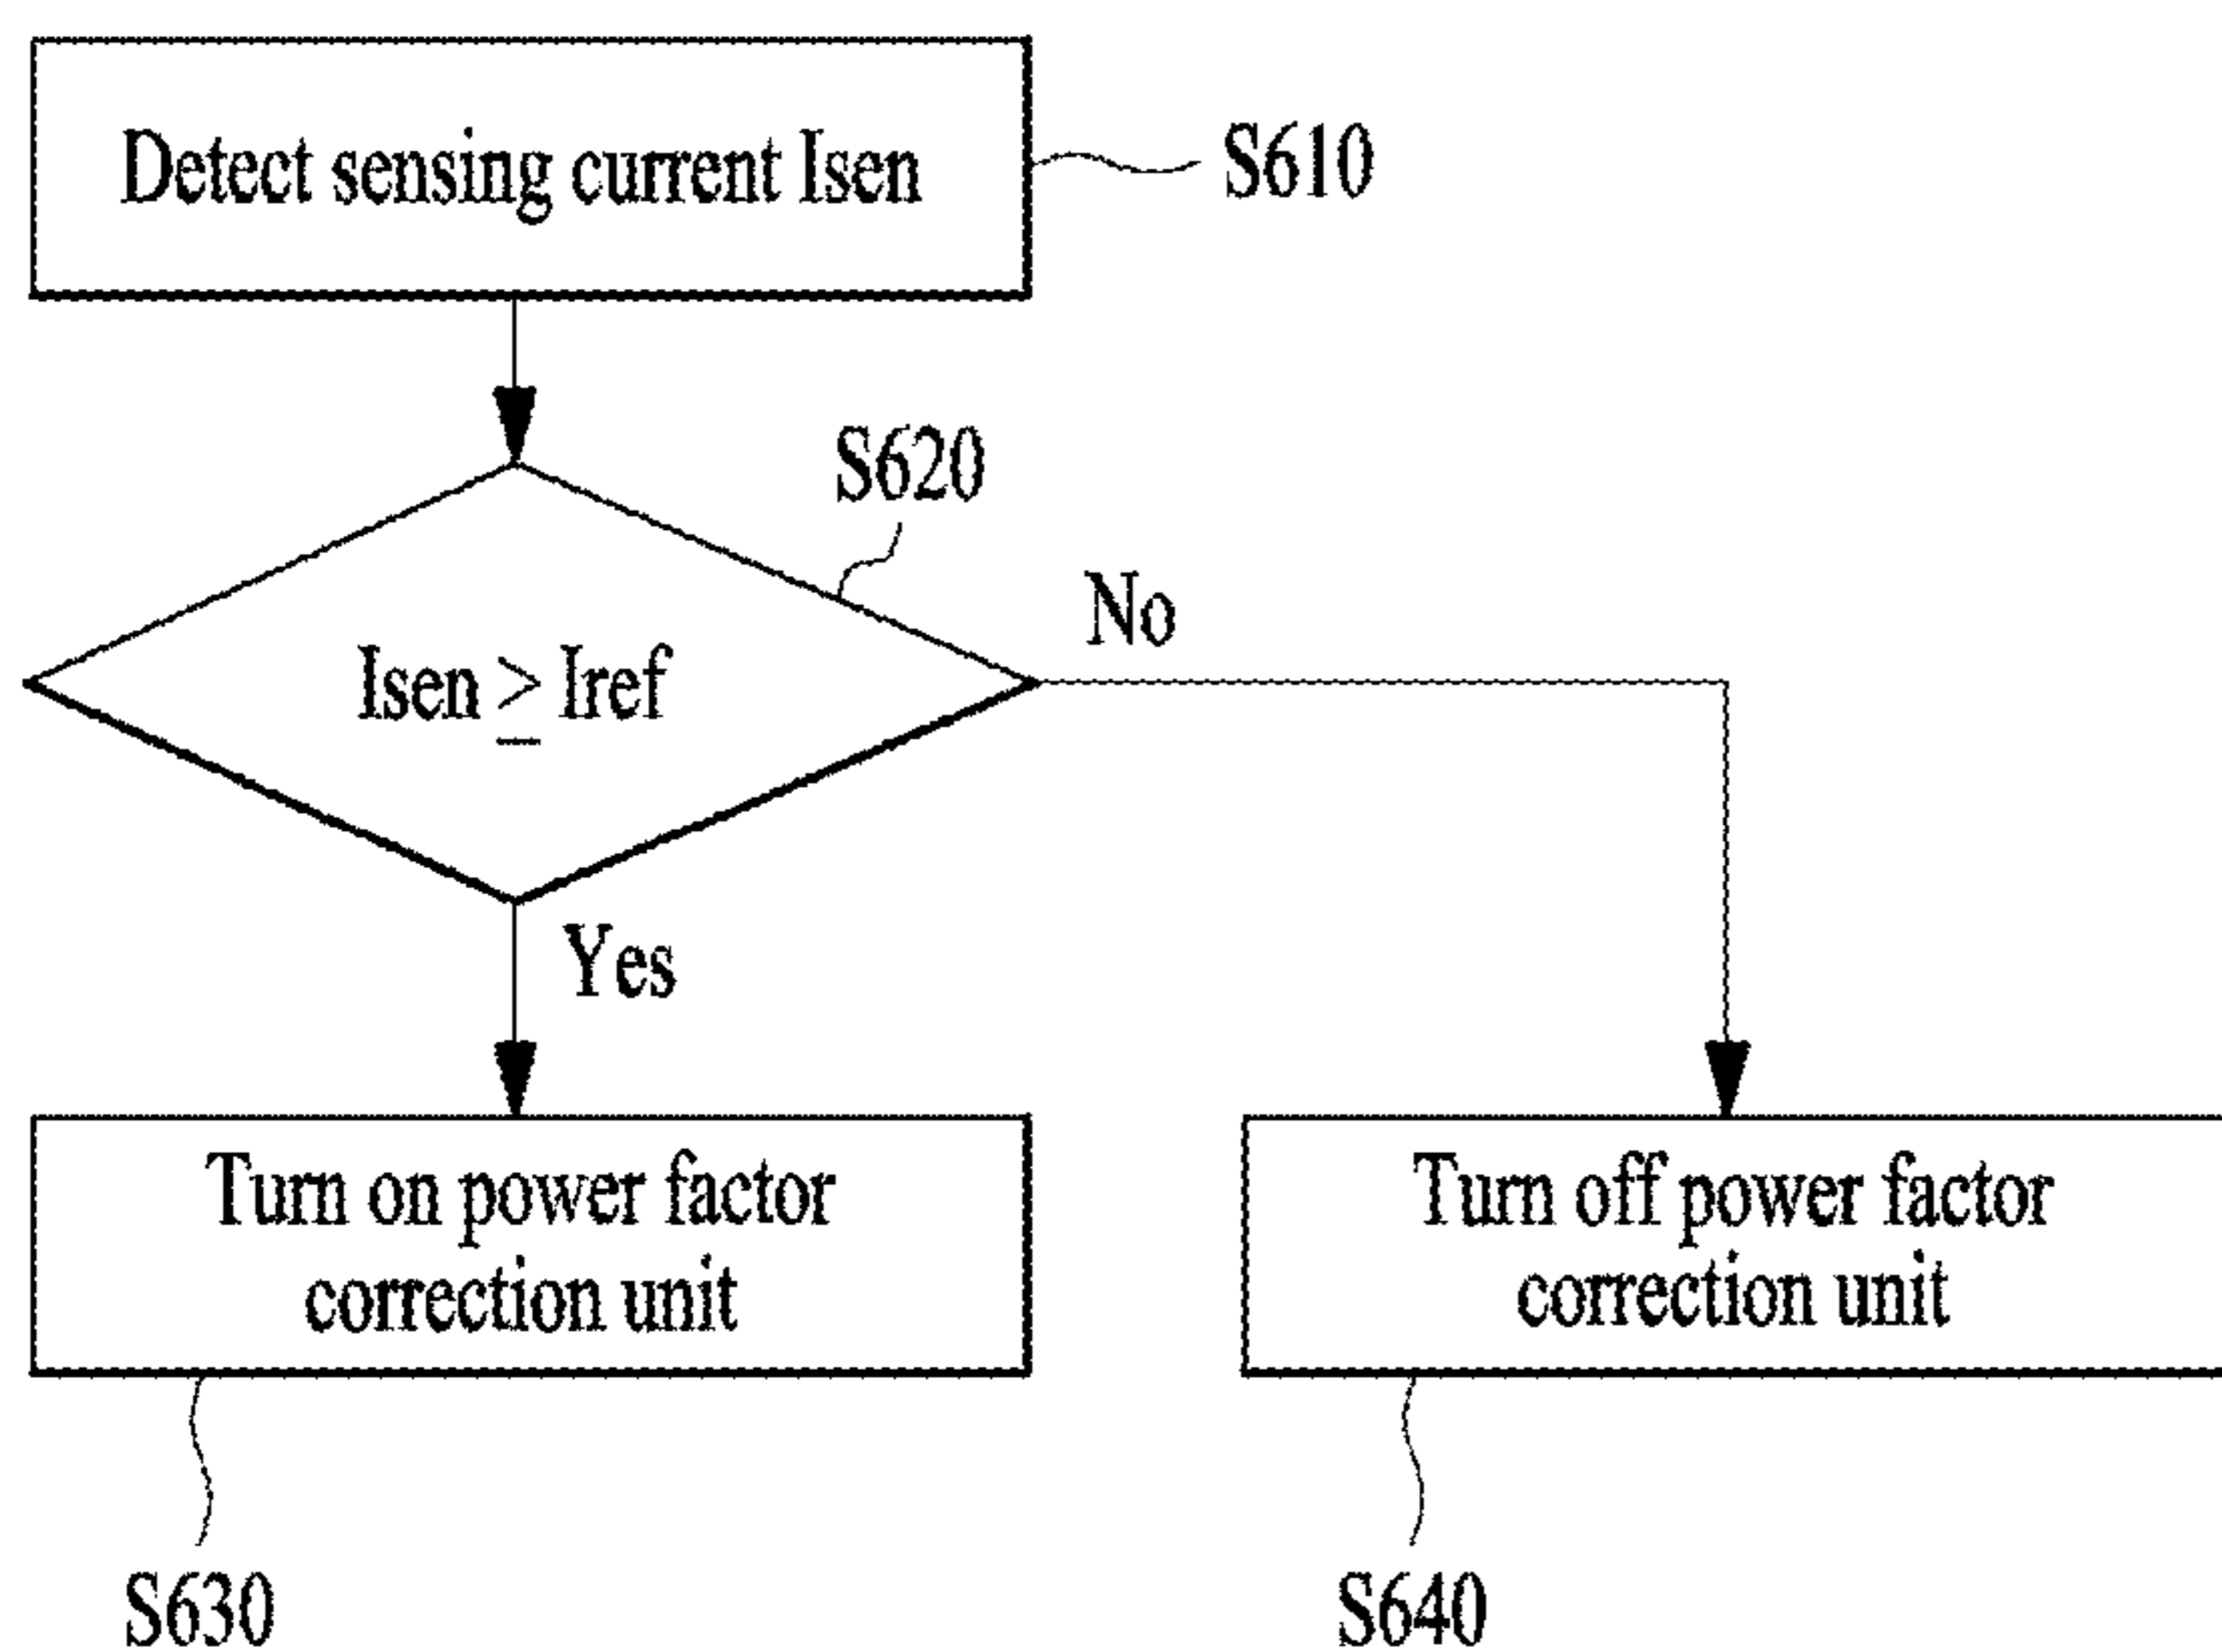 Detect sensing current Isen
S610
S620
Isen ≥ Iref
No
Yes
Turn on power factor
correction unit
Turn off power factor
correction unit
S630
S640